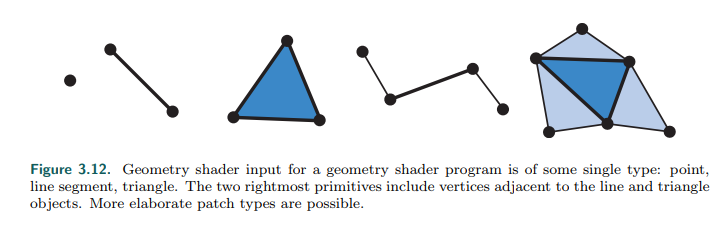 Figure 3.12. Geometry shader input for a geometry shader program is of some single type: point,
line segment, triangle. The two rightmost primitives include vertices adjacent to the line and triangle
objects. More elaborate patch types are possible.